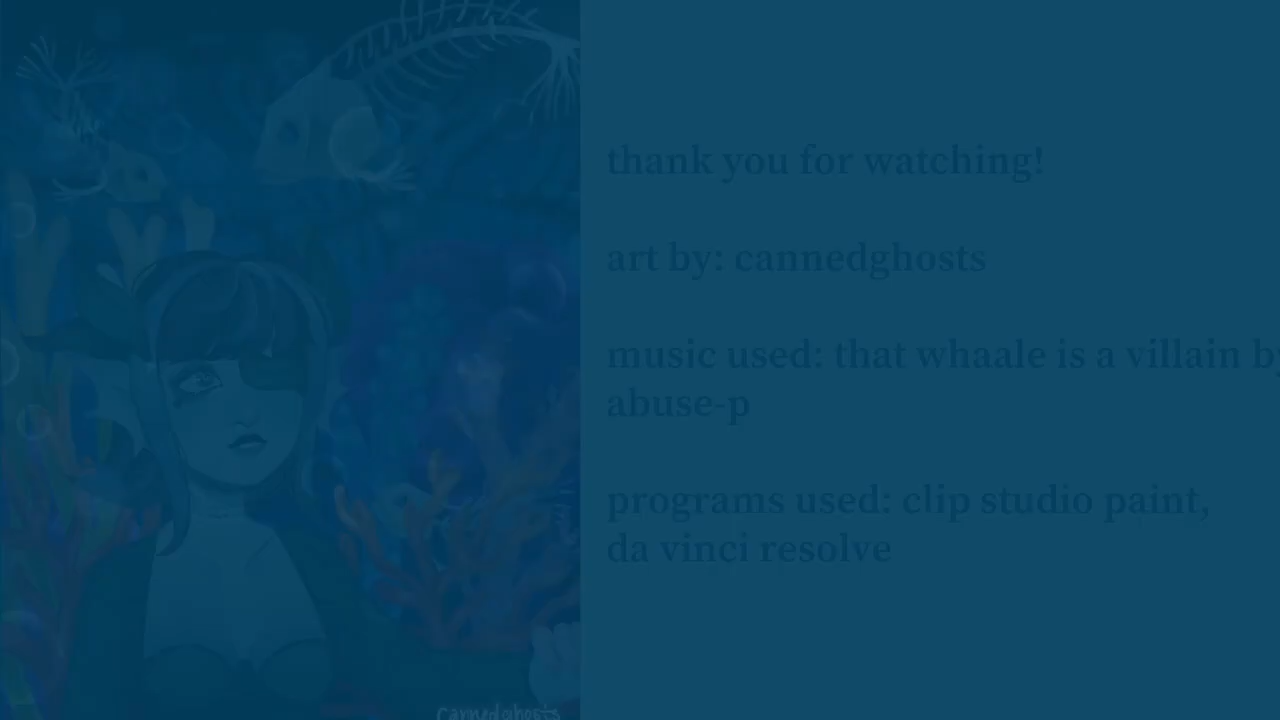 thank you for watching!
art by: cannedghosts
music used: that whaale is a villain by
abuse-p
programs used: clip studio paint,
da vinci resolve
cannedghosts